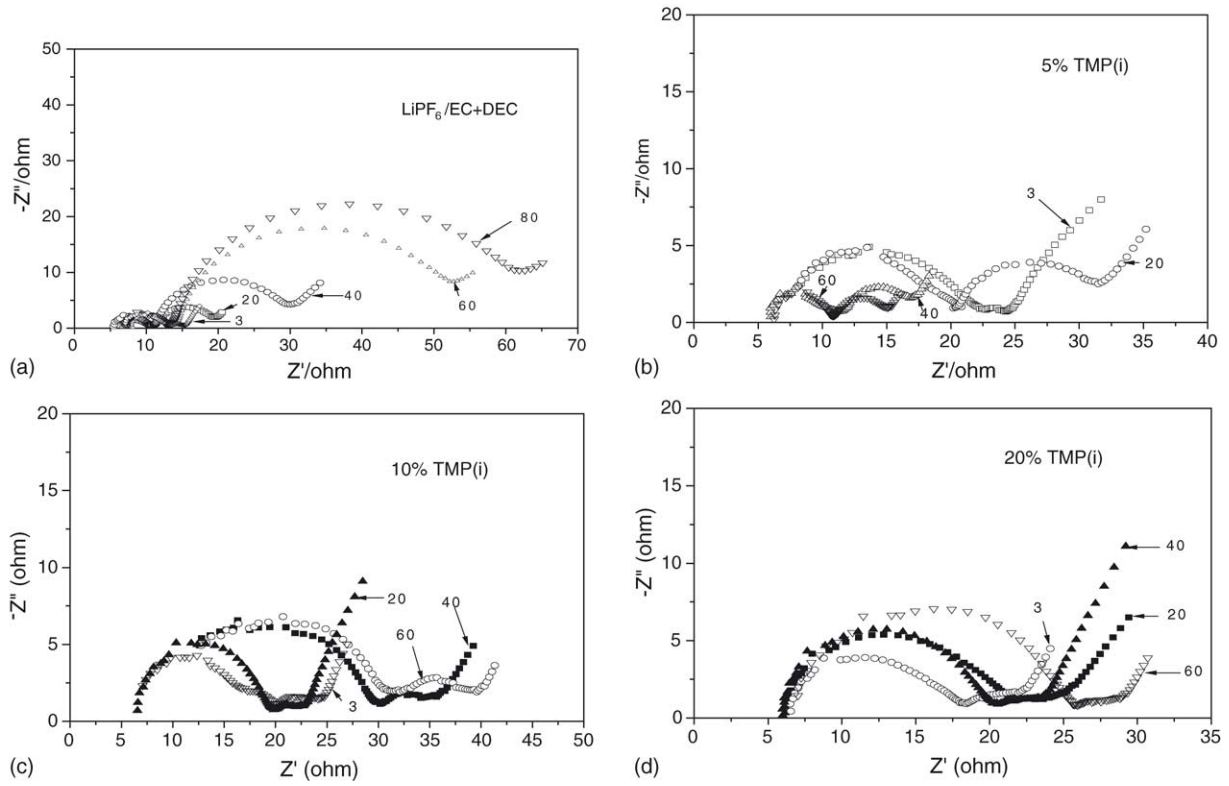 50
40
30
20
10
0
-Z"/ohm
LiPF6/EC+DEC
80
60
40
20
3
0 10 20 30 40 50 60 70
(a)
Z'/ohm
20
15
10
5
0
-Z"/ohm
5% TMP(i)
3
20
60
40
0 5 10 15 20 25 30 35 40
(b)
Z'/ohm
20
15
10
5
0
-Z" (ohm)
10% TMP(i)
20
40
60
3
0 5 10 15 20 25 30 35 40 45 50
(c)
Z' (ohm)
20
15
10
5
0
-Z" (ohm)
20% TMP(i)
40
3
20
60
0 5 10 15 20 25 30 35
(d)
Z' (ohm)